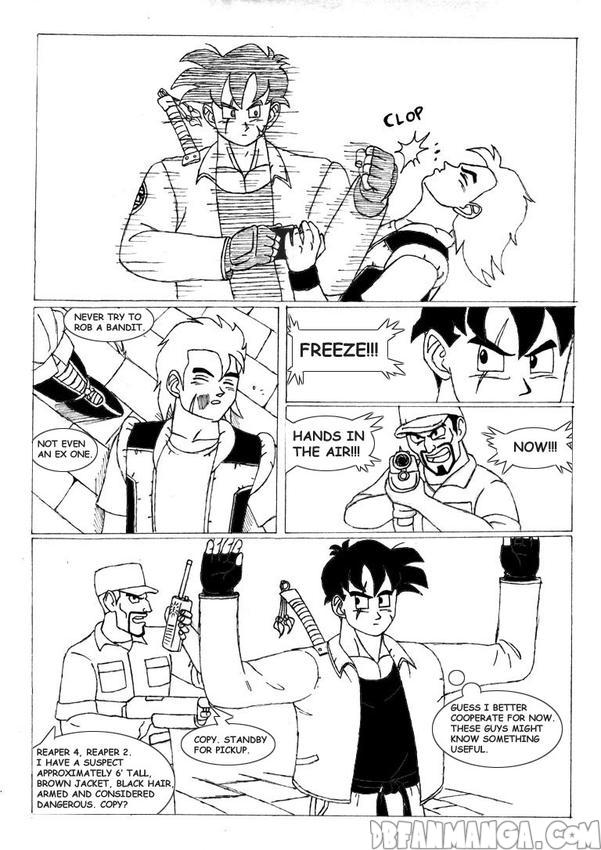 CLOP
NEVER TRY TO
ROB A BANDIT.
NOT EVEN
AN EX ONE.
FREEZE!!!
HANDS IN
THE AIR!!!
NOW!!!
REAPER 4, REAPER 2.
I HAVE A SUSPECT
APPROXIMATELY 6' TALL,
BROWN JACKET, BLACK HAIR,
ARMED AND CONSIDERED
DANGEROUS. COPY?
COPY. STANDBY
FOR PICKUP.
GUESS I BETTER
COOPERATE FOR NOW.
THESE GUYS MIGHT
KNOW SOMETHING
USEFUL.
DBFANMANGA.COM